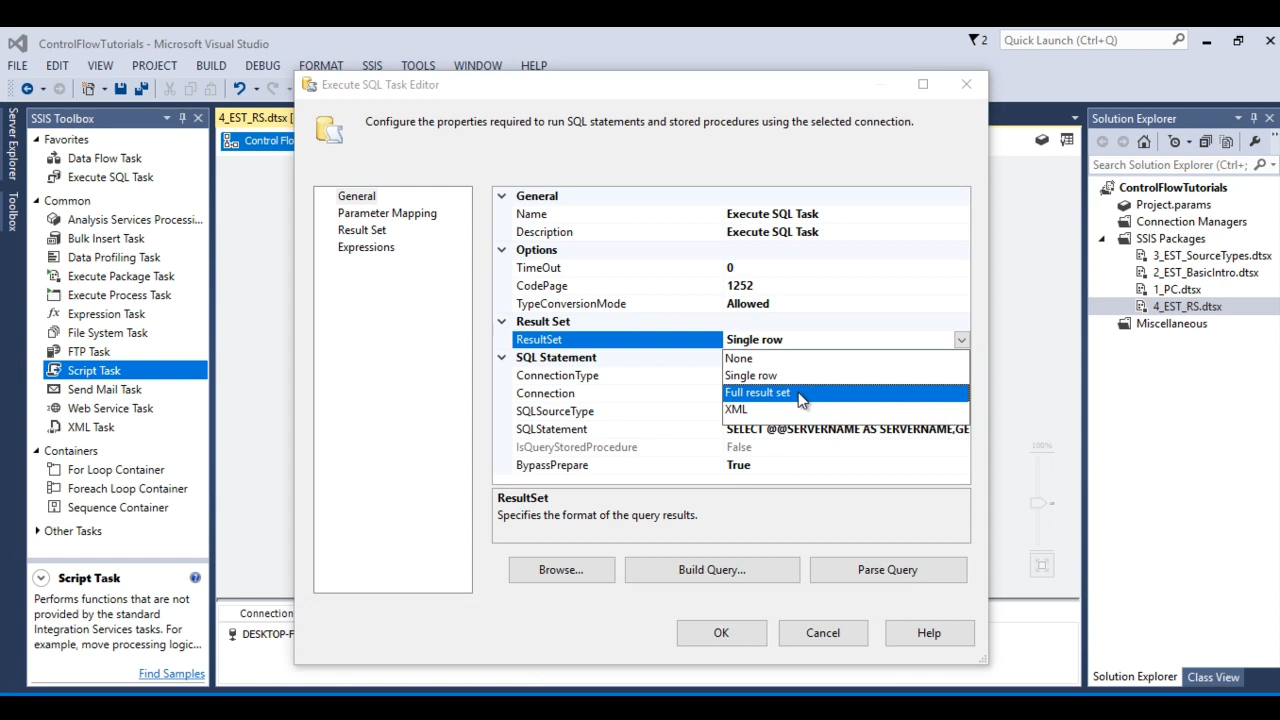 ControlFlowTutorials - Microsoft Visual Studio
2
Quick Launch (Ctrl+Q)
FILE EDIT VIEW PROJECT BUILD DEBUG FORMAT SSIS TOOLS WINDOW HELP
Server Explorer
Toolbox
SSIS Toolbox
Favorites
Data Flow Task
Execute SQL Task
Common
Analysis Services Processi...
Bulk Insert Task
Data Profiling Task
Execute Package Task
Execute Process Task
Expression Task
File System Task
FTP Task
Script Task
Send Mail Task
Web Service Task
XML Task
Containers
For Loop Container
Foreach Loop Container
Sequence Container
Other Tasks
Script Task
Performs functions that are not
provided by the standard
Integration Services tasks. For
example, move processing logic...
Find Samples
4_EST_RS.dtsx [
Control Flo
Connection
DESKTOP-F
100%
Execute SQL Task Editor
Configure the properties required to run SQL statements and stored procedures using the selected connection.
General
Parameter Mapping
Result Set
Expressions
General
Name Execute SQL Task
Description Execute SQL Task
Options
TimeOut 0
CodePage 1252
TypeConversionMode Allowed
Result Set
ResultSet Single row
None
Single row
Full result set
XML
SQL Statement
ConnectionType
Connection
SQLSourceType
SQLStatement SELECT @@SERVERNAME AS SERVERNAME,GE
IsQueryStoredProcedure False
BypassPrepare True
ResultSet
Specifies the format of the query results.
Browse... Build Query... Parse Query
OK Cancel Help
Solution Explorer
Search Solution Explorer (Ctrl+;
ControlFlowTutorials
Project.params
Connection Managers
SSIS Packages
3_EST_SourceTypes.dtsx
2_EST_BasicIntro.dtsx
1_PC.dtsx
4_EST_RS.dtsx
Miscellaneous
Solution Explorer Class View